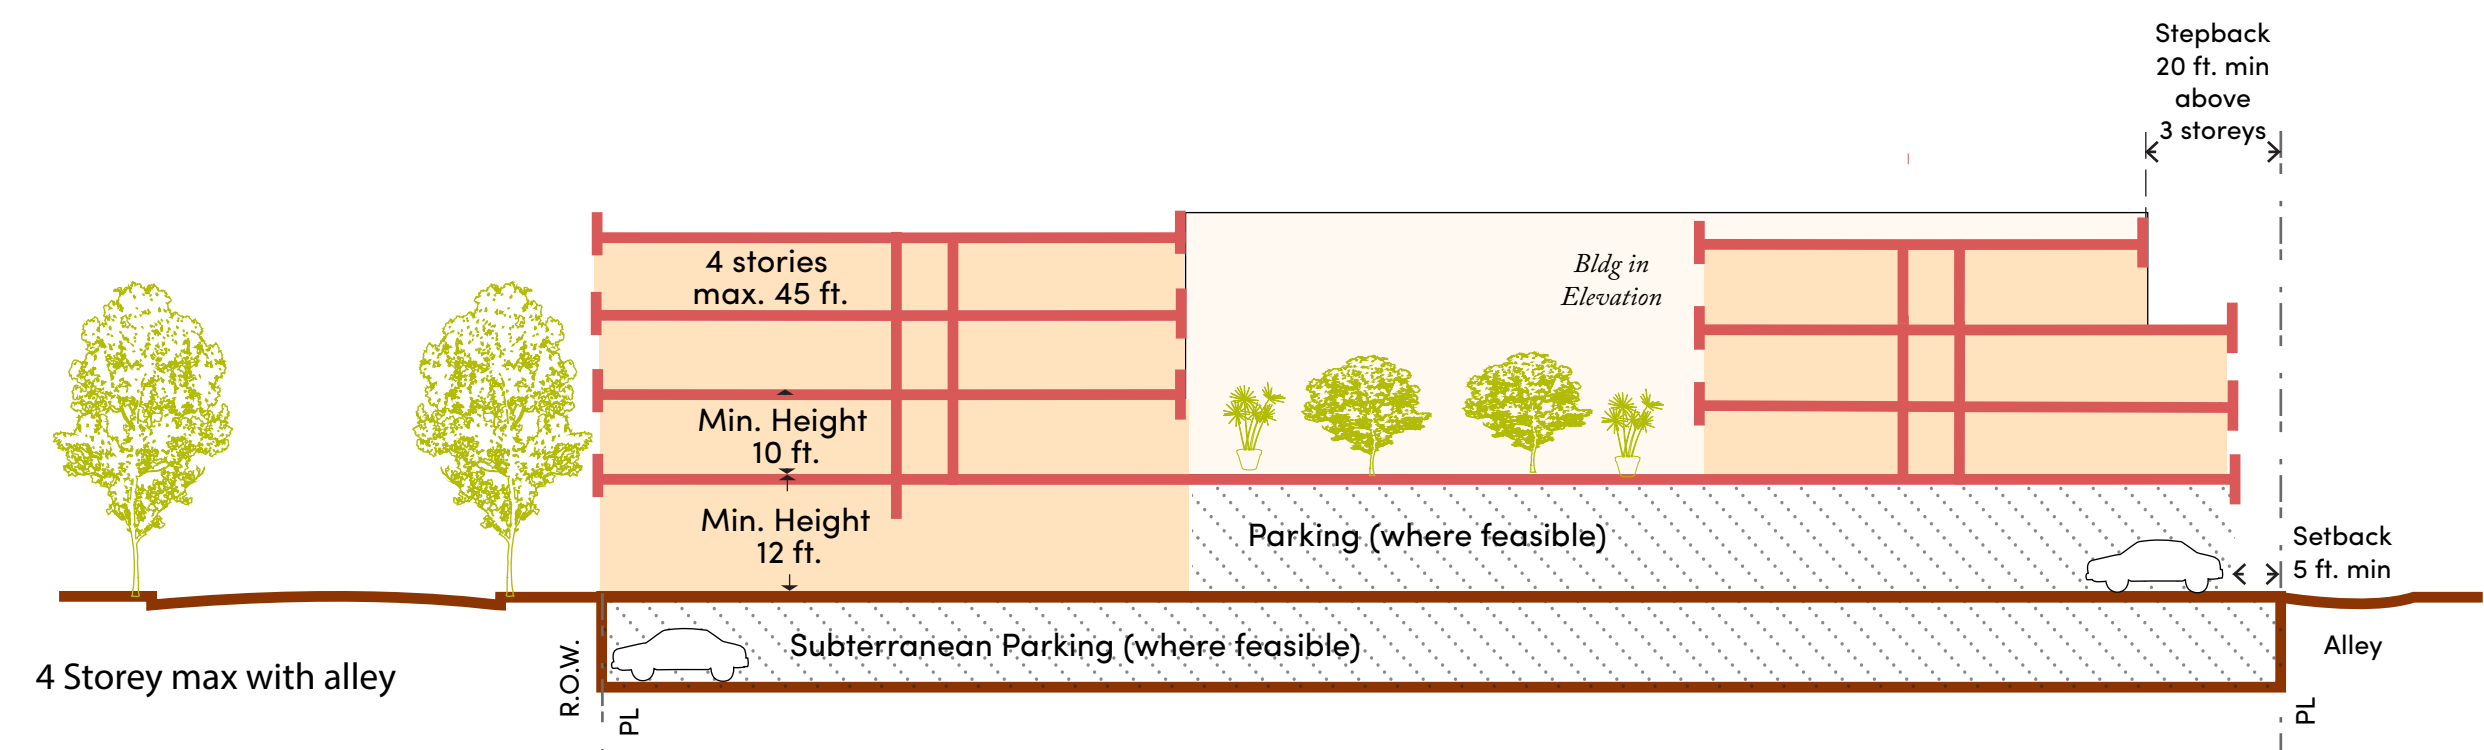 Stepback
20 ft. min
above
3 storeys
4 stories
max. 45 ft.
Bldg in
Elevation
Min. Height
10 ft.
Min. Height
12 ft.
Parking (where feasible)
Setback
5 ft. min
Subterranean Parking (where feasible)
Alley
4 Storey max with alley
R.O.W.
PL
PL